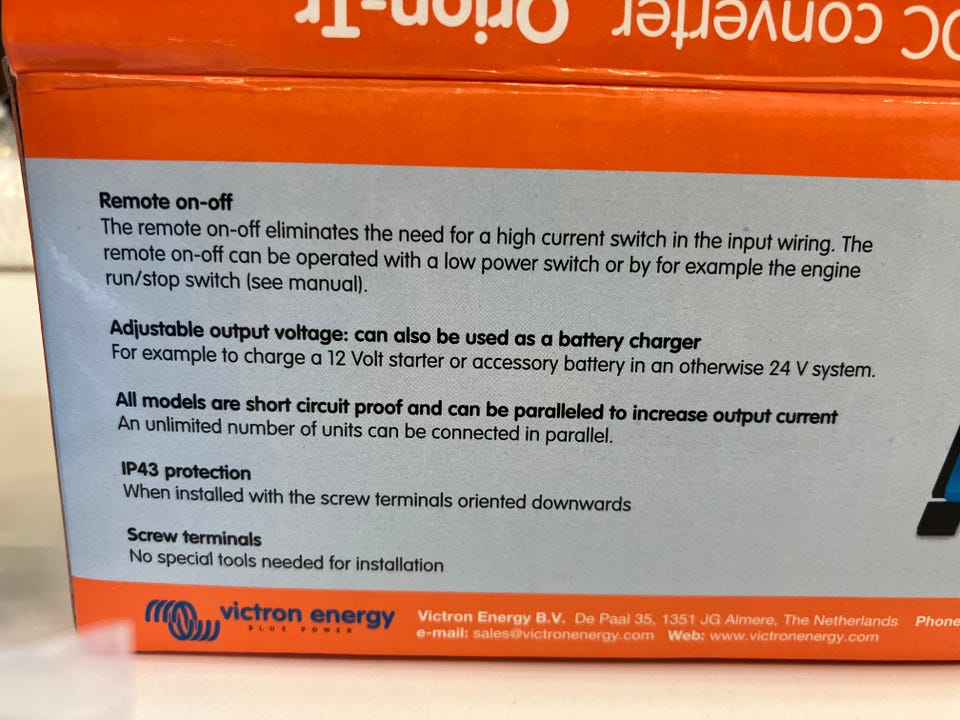 DC converter Orion-Tr
Remote on-off
The remote on-off eliminates the need for a high current switch in the input wiring. The
remote on-off can be operated with a low power switch or by for example the engine
run/stop switch (see manual).
Adjustable output voltage: can also be used as a battery charger
For example to charge a 12 Volt starter or accessory battery in an otherwise 24 V system.
All models are short circuit proof and can be paralleled to increase output current
An unlimited number of units can be connected in parallel.
IP43 protection
When installed with the screw terminals oriented downwards
Screw terminals
No special tools needed for installation
victron energy
BLUE POWER
Victron Energy B.V. De Paal 35, 1351 JG Almere, The Netherlands Phone
e-mail: sales@victronenergy.com Web: www.victronenergy.com